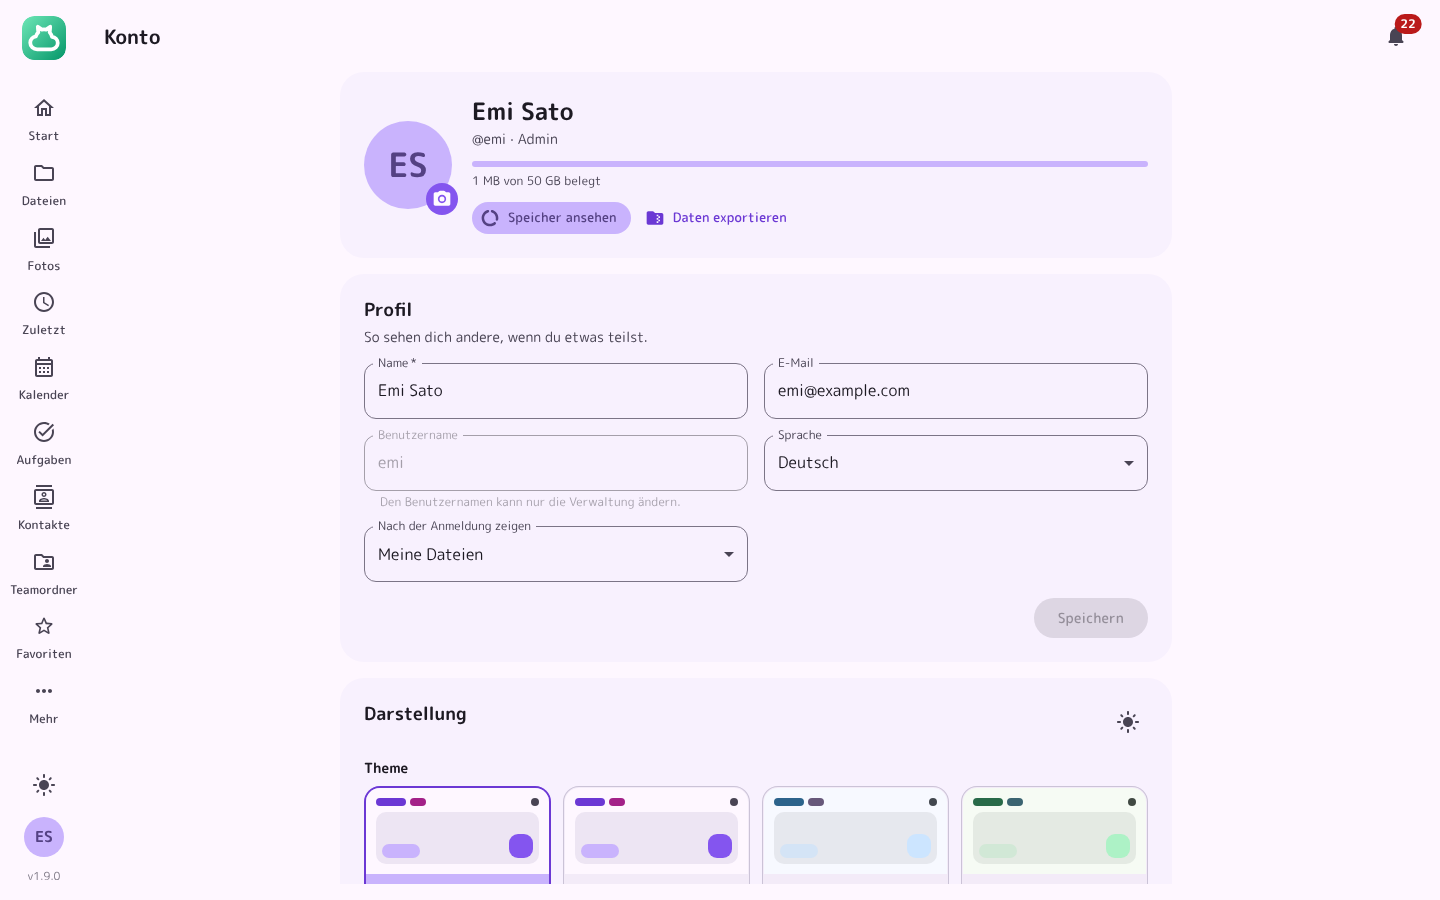 Konto
22
Start
Dateien
Fotos
Zuletzt
Kalender
Aufgaben
Kontakte
Teamordner
Favoriten
Mehr
ES
v1.9.0
ES
Emi Sato
@emi · Admin
1 MB von 50 GB belegt
Speicher ansehen
Daten exportieren
Profil
So sehen dich andere, wenn du etwas teilst.
Name *
Emi Sato
E-Mail
emi@example.com
Benutzername
emi
Den Benutzernamen kann nur die Verwaltung ändern.
Sprache
Deutsch
Nach der Anmeldung zeigen
Meine Dateien
Speichern
Darstellung
Theme